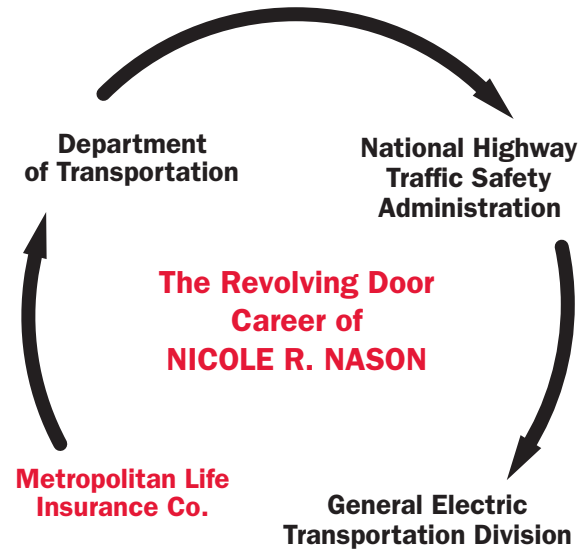 Department
of Transportation
National Highway
Traffic Safety
Administration
The Revolving Door
Career of
NICOLE R. NASON
Metropolitan Life
Insurance Co.
General Electric
Transportation Division